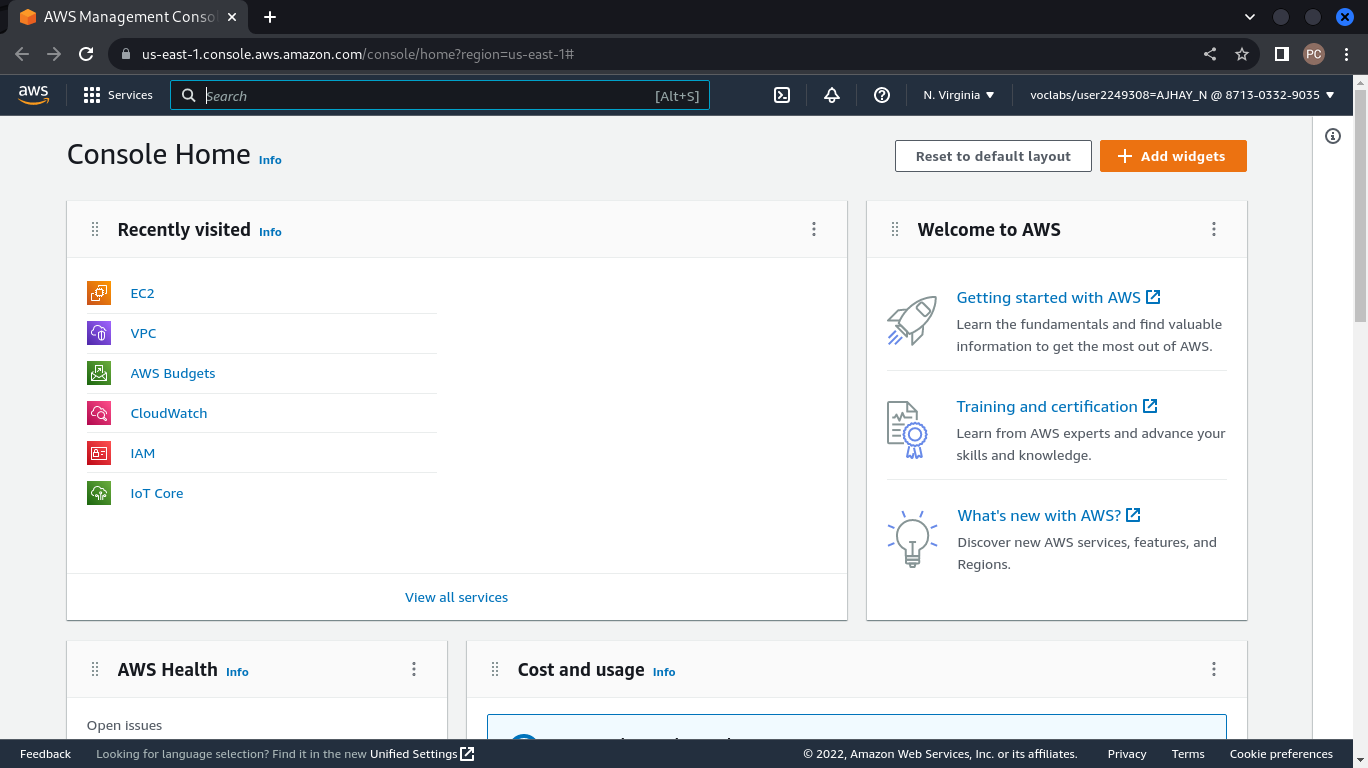 AWS Management Conso
us-east-1.console.aws.amazon.com/console/home?region=us-east-1#
PC
aws
Services
Search
[Alt+S]
N. Virginia
voclabs/user2249308=AJHAY_N @ 8713-0332-9035
Console Home Info
Reset to default layout
Add widgets
Recently visited Info
EC2
VPC
AWS Budgets
CloudWatch
IAM
IoT Core
View all services
Welcome to AWS
Getting started with AWS
Learn the fundamentals and find valuable
information to get the most out of AWS.
Training and certification
Learn from AWS experts and advance your
skills and knowledge.
What's new with AWS?
Discover new AWS services, features, and
Regions.
AWS Health Info
Open issues
Cost and usage Info
Feedback
Looking for language selection? Find it in the new Unified Settings
© 2022, Amazon Web Services, Inc. or its affiliates.
Privacy
Terms
Cookie preferences